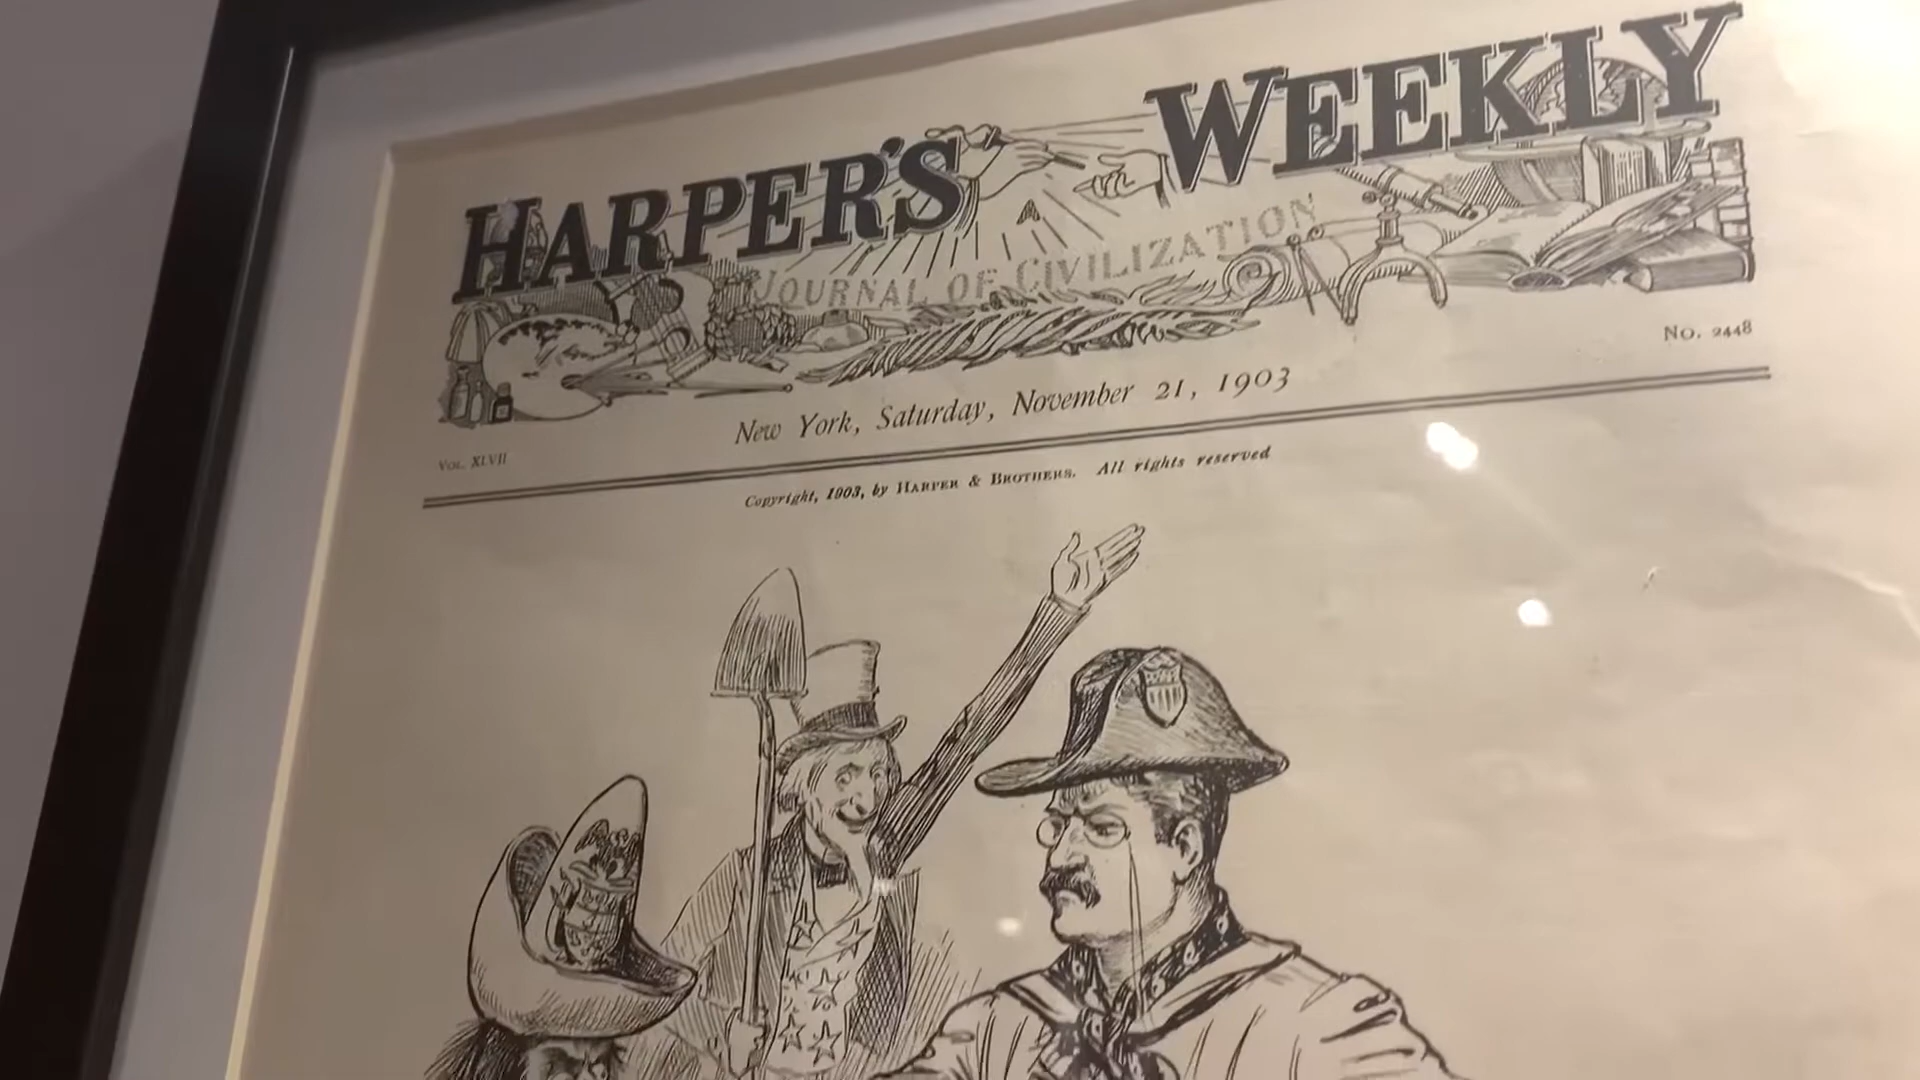 HARPER'S WEEKLY
A
JOURNAL OF CIVILIZATION
VOL. XLVII
New York, Saturday, November 21, 1903
No. 2448
Copyright, 1903, by HARPER & BROTHERS. All rights reserved